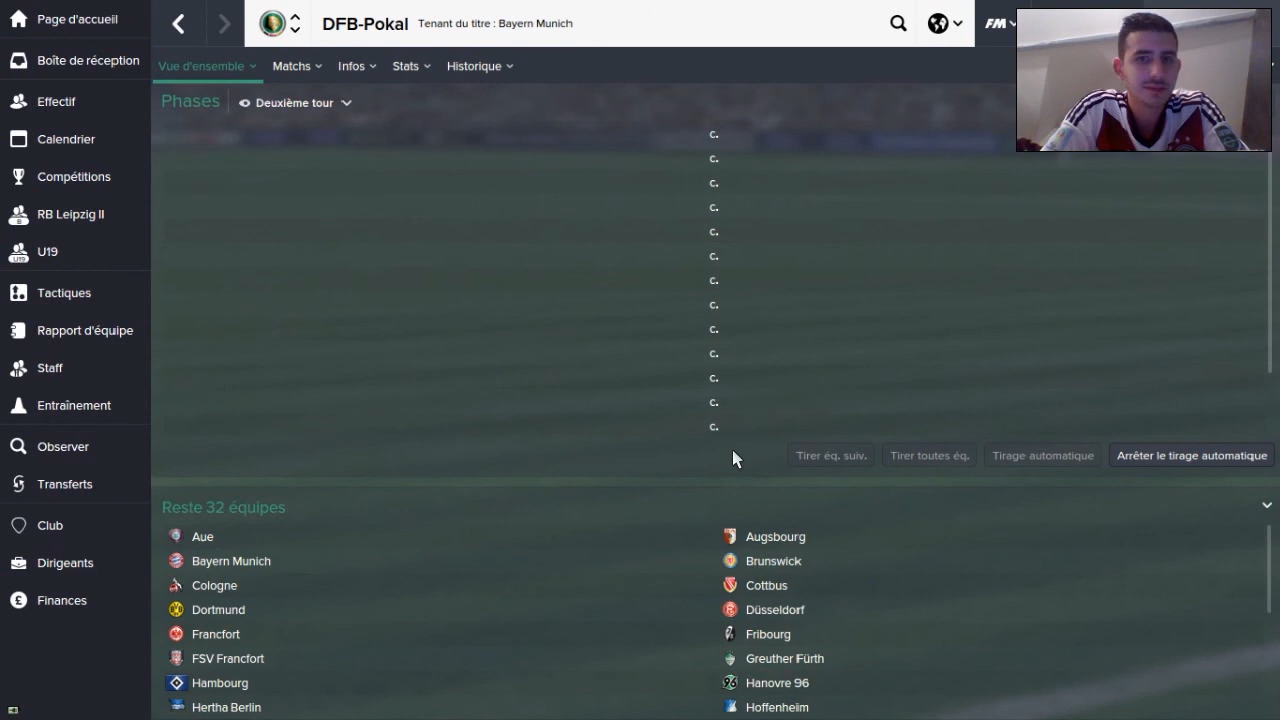 Page d'accueil
Boîte de réception
Effectif
Calendrier
Compétitions
RB Leipzig II
U19
Tactiques
Rapport d'équipe
Staff
Entraînement
Observer
Transferts
Club
Dirigeants
Finances
DFB-Pokal
Tenant du titre : Bayern Munich
FM
Vue d'ensemble
Matchs
Infos
Stats
Historique
Phases
Deuxième tour
c.
c.
c.
c.
c.
c.
c.
c.
c.
c.
c.
c.
c.
Tirer éq. suiv.
Tirer toutes éq.
Tirage automatique
Arrêter le tirage automatique
Reste 32 équipes
Aue
Augsbourg
Bayern Munich
Brunswick
Cologne
Cottbus
Dortmund
Düsseldorf
Francfort
Fribourg
FSV Francfort
Greuther Fürth
Hambourg
Hanovre 96
Hertha Berlin
Hoffenheim